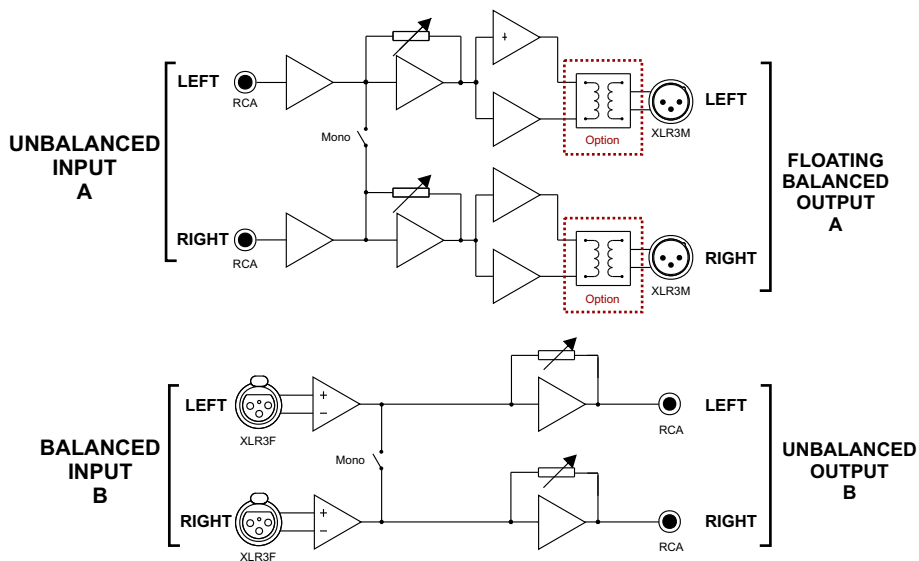 LEFT
RCA
+
Option
XLR3M
LEFT
UNBALANCED
INPUT
A
Mono
FLOATING
BALANCED
OUTPUT
A
RIGHT
RCA
Option
XLR3M
RIGHT
LEFT
XLR3F
+
−
RCA
LEFT
BALANCED
INPUT
B
Mono
UNBALANCED
OUTPUT
B
RIGHT
XLR3F
+
−
RCA
RIGHT